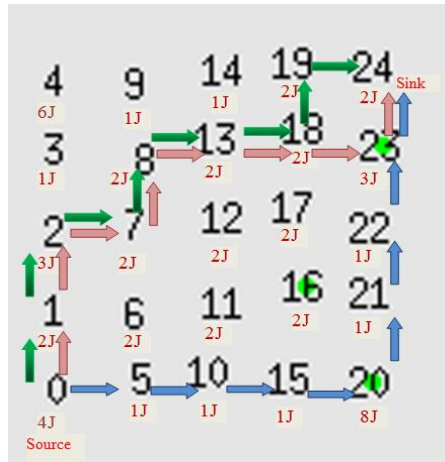 4 9 14 19 24
Sink
6J 1J 1J 2J 2J
3 8 13 18 23
1J 2J 2J 2J 3J
2 7 12 17 22
3J 2J 2J 2J 1J
1 6 11 16 21
2J 2J 2J 2J 1J
0 5 10 15 20
4J 1J 1J 1J 8J
Source